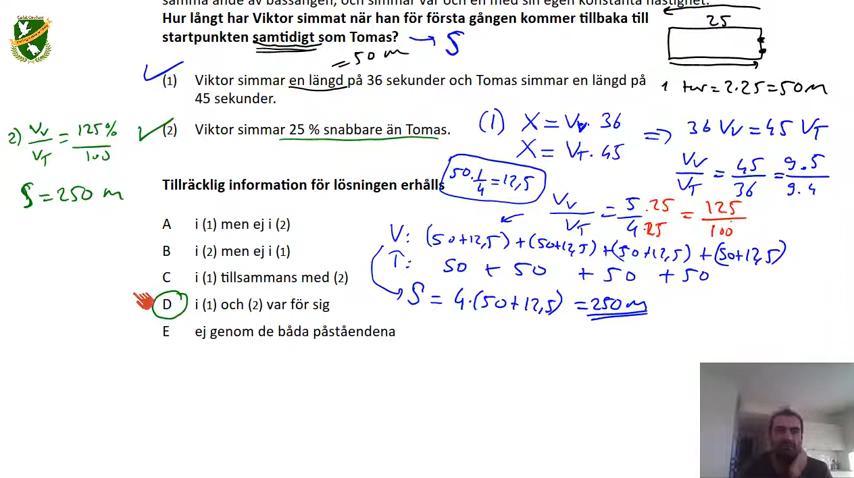 samma ände av bassängen, och simmar var och en med sin egen konstanta hastighet.
Hur långt har Viktor simmat när han för första gången kommer tillbaka till
startpunkten samtidigt som Tomas? → S
= 50 m
25
1 tur = 2·25 = 50m
(1) Viktor simmar en längd på 36 sekunder och Tomas simmar en längd på
45 sekunder.
(2) Viktor simmar 25 % snabbare än Tomas.
2) Vv/VT = 125%/100
S = 250 m
(1) X = Vv · 36
X = VT · 45
=> 36 Vv = 45 VT
Vv/VT = 45/36 = 9·5/9·4
50·1/4 = 12,5
Vv/VT = 5·25/4·25 = 125/100
Tillräcklig information för lösningen erhålls
A i (1) men ej i (2)
B i (2) men ej i (1)
C i (1) tillsammans med (2)
D i (1) och (2) var för sig
E ej genom de båda påståendena
V: (50+12,5) + (50+12,5) + (50+12,5) + (50+12,5)
T: 50 + 50 + 50 + 50
S = 4·(50+12,5) = 250m